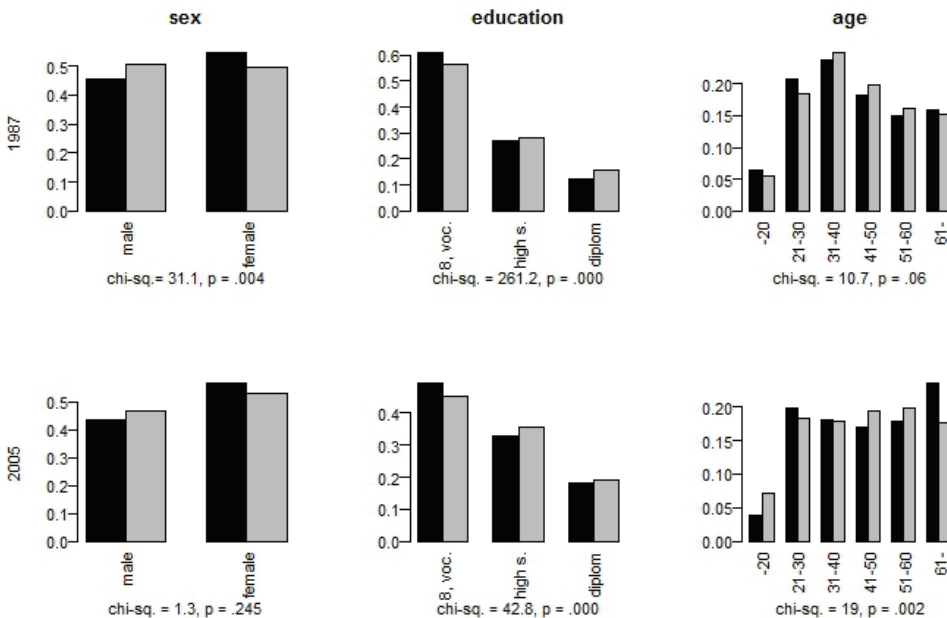 sex
education
age
1987
0.5
0.4
0.3
0.2
0.1
0.0
male
female
chi-sq.= 31.1, p = .004
0.6
0.5
0.4
0.3
0.2
0.1
0.0
8, voc.
high s.
diplom
chi-sq. = 261.2, p = .000
0.20
0.15
0.10
0.05
0.00
-20
21-30
31-40
41-50
51-60
61-
chi-sq. = 10.7, p = .06
2005
0.5
0.4
0.3
0.2
0.1
0.0
male
female
chi-sq. = 1.3, p = .245
0.4
0.3
0.2
0.1
0.0
8, voc.
high s.
diplom
chi-sq. = 42.8, p = .000
0.20
0.15
0.10
0.05
0.00
-20
21-30
31-40
41-50
51-60
61-
chi-sq. = 19, p = .002